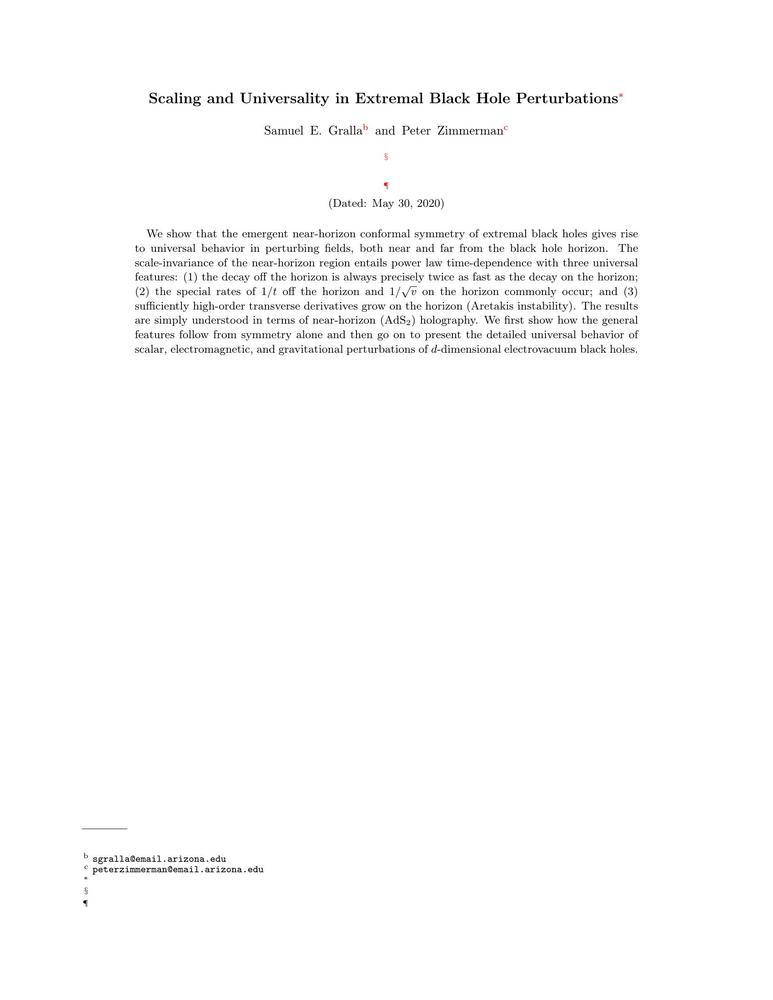 Scaling and Universality in Extremal Black Hole Perturbations*
Samuel E. Gralla^b and Peter Zimmerman^c
§
¶
(Dated: May 30, 2020)
We show that the emergent near-horizon conformal symmetry of extremal black holes gives rise
to universal behavior in perturbing fields, both near and far from the black hole horizon. The
scale-invariance of the near-horizon region entails power law time-dependence with three universal
features: (1) the decay off the horizon is always precisely twice as fast as the decay on the horizon;
(2) the special rates of 1/t off the horizon and 1/√v on the horizon commonly occur; and (3)
sufficiently high-order transverse derivatives grow on the horizon (Aretakis instability). The results
are simply understood in terms of near-horizon (AdS₂) holography. We first show how the general
features follow from symmetry alone and then go on to present the detailed universal behavior of
scalar, electromagnetic, and gravitational perturbations of d-dimensional electrovacuum black holes.
b sgralla@email.arizona.edu
c peterzimmerman@email.arizona.edu
*
§
¶